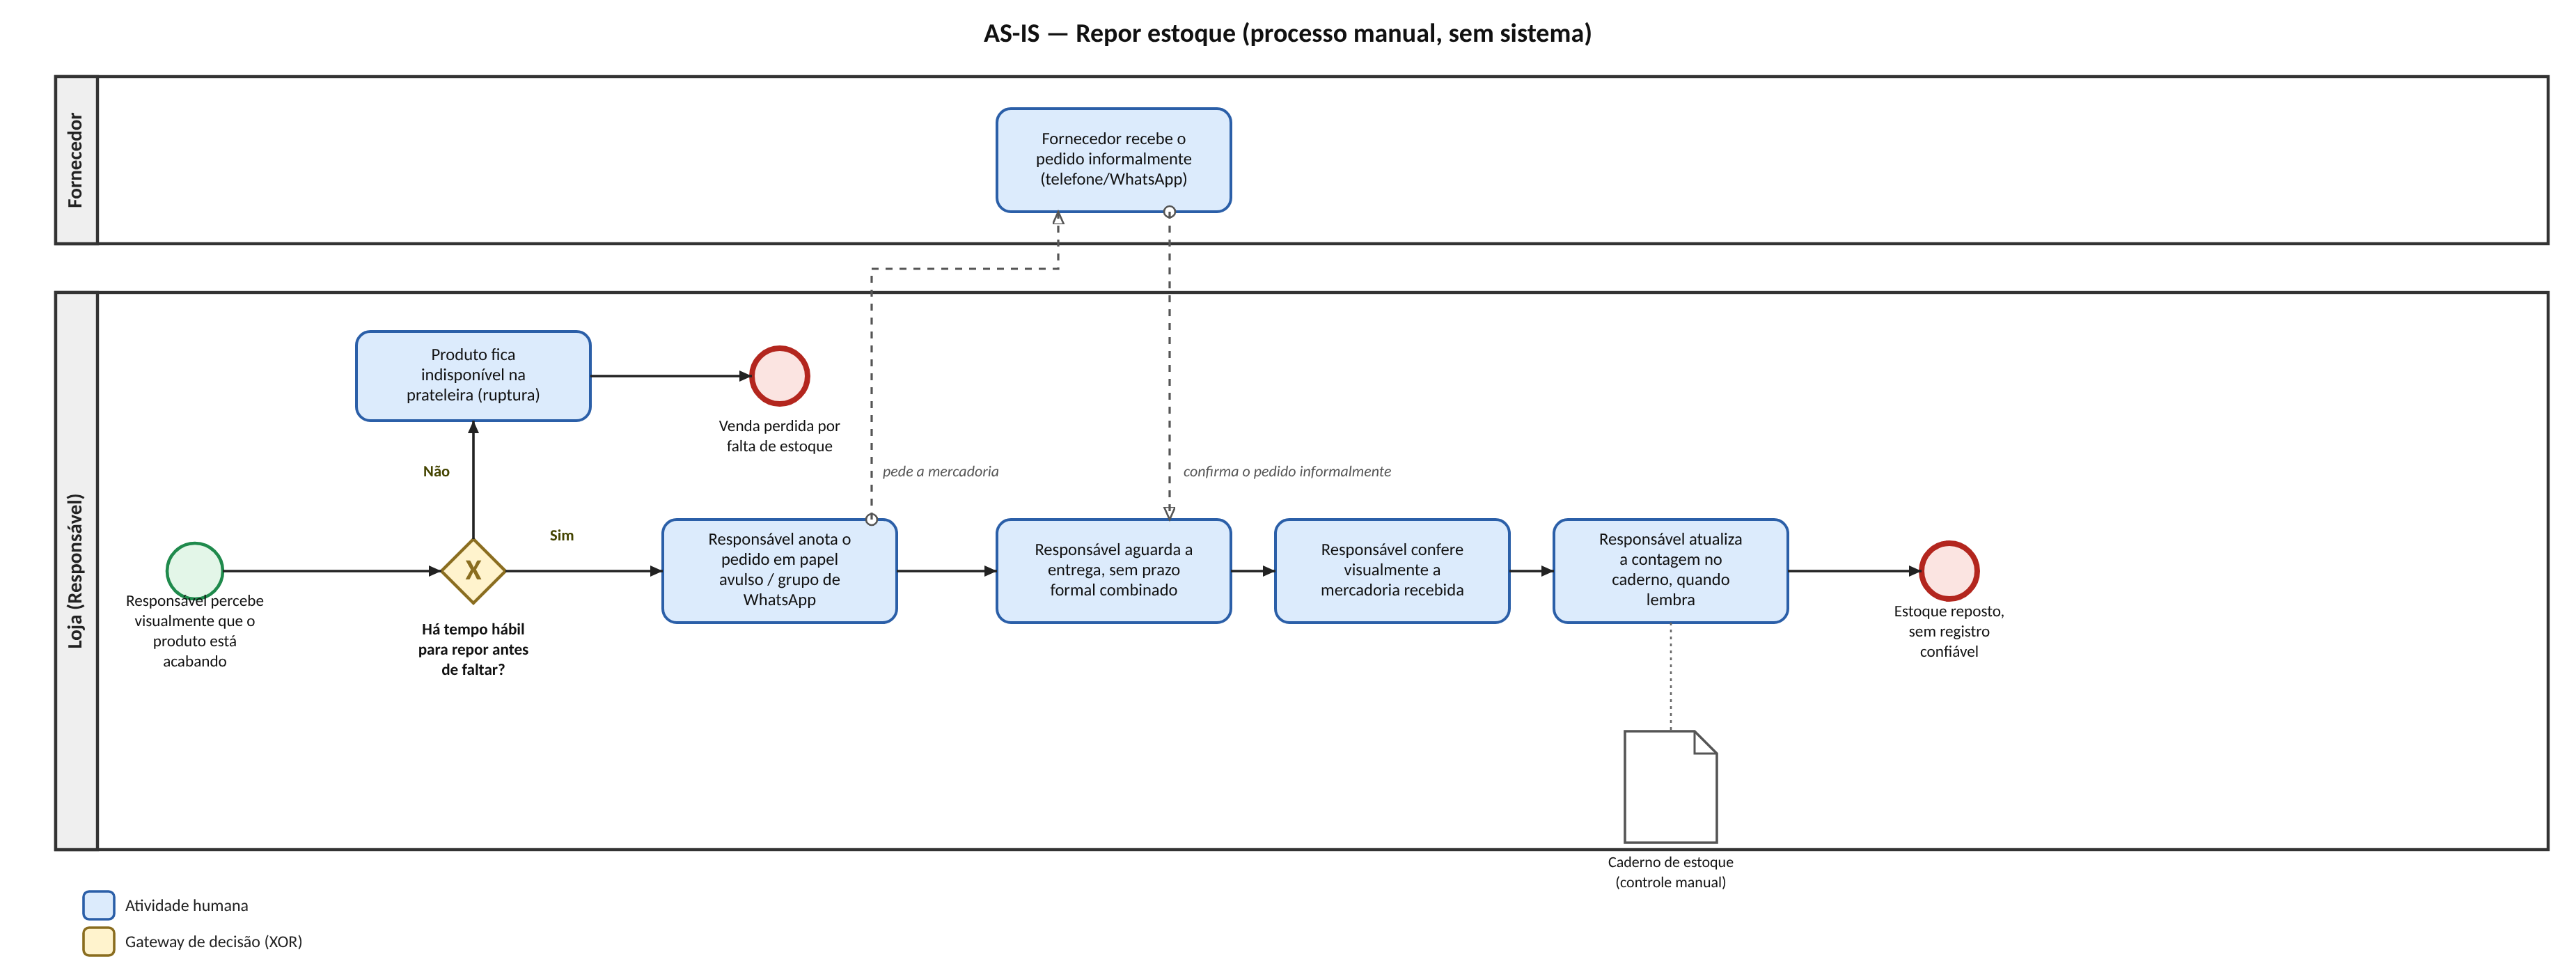 AS-IS — Repor estoque (processo manual, sem sistema)
Fornecedor
Fornecedor recebe o
pedido informalmente
(telefone/WhatsApp)
Loja (Responsável)
Produto fica
indisponível na
prateleira (ruptura)
Venda perdida por
falta de estoque
Não
pede a mercadoria
confirma o pedido informalmente
Sim
X
Responsável percebe
visualmente que o
produto está
acabando
Há tempo hábil
para repor antes
de faltar?
Responsável anota o
pedido em papel
avulso / grupo de
WhatsApp
Responsável aguarda a
entrega, sem prazo
formal combinado
Responsável confere
visualmente a
mercadoria recebida
Responsável atualiza
a contagem no
caderno, quando
lembra
Estoque reposto,
sem registro
confiável
Caderno de estoque
(controle manual)
Atividade humana
Gateway de decisão (XOR)